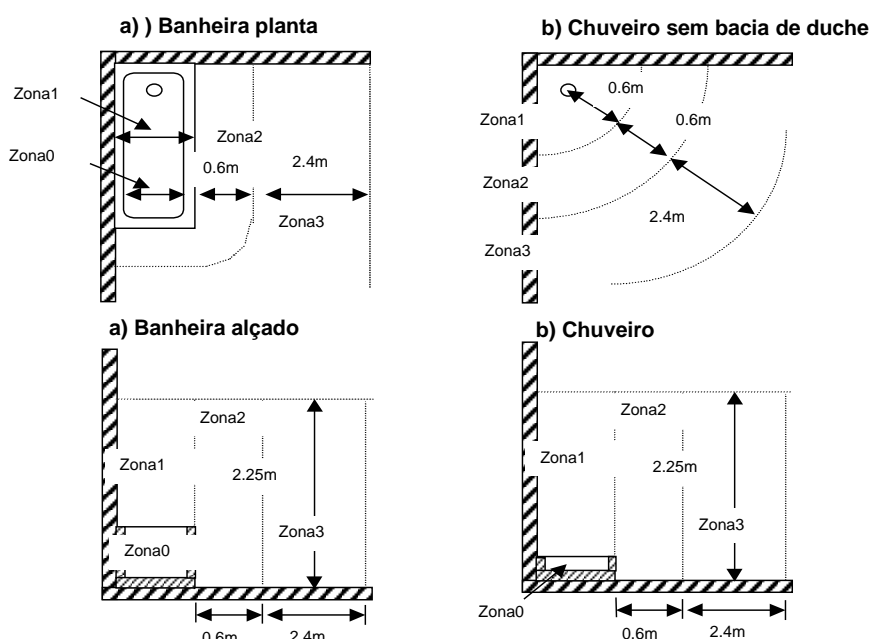 a) ) Banheira planta
Zona1
Zona0
Zona2
0.6m
2.4m
Zona3
b) Chuveiro sem bacia de duche
0.6m
Zona1
0.6m
Zona2
2.4m
Zona3
a) Banheira alçado
Zona2
Zona1
2.25m
Zona3
Zona0
0.6m
2.4m
b) Chuveiro
Zona2
Zona1
2.25m
Zona3
Zona0
0.6m
2.4m